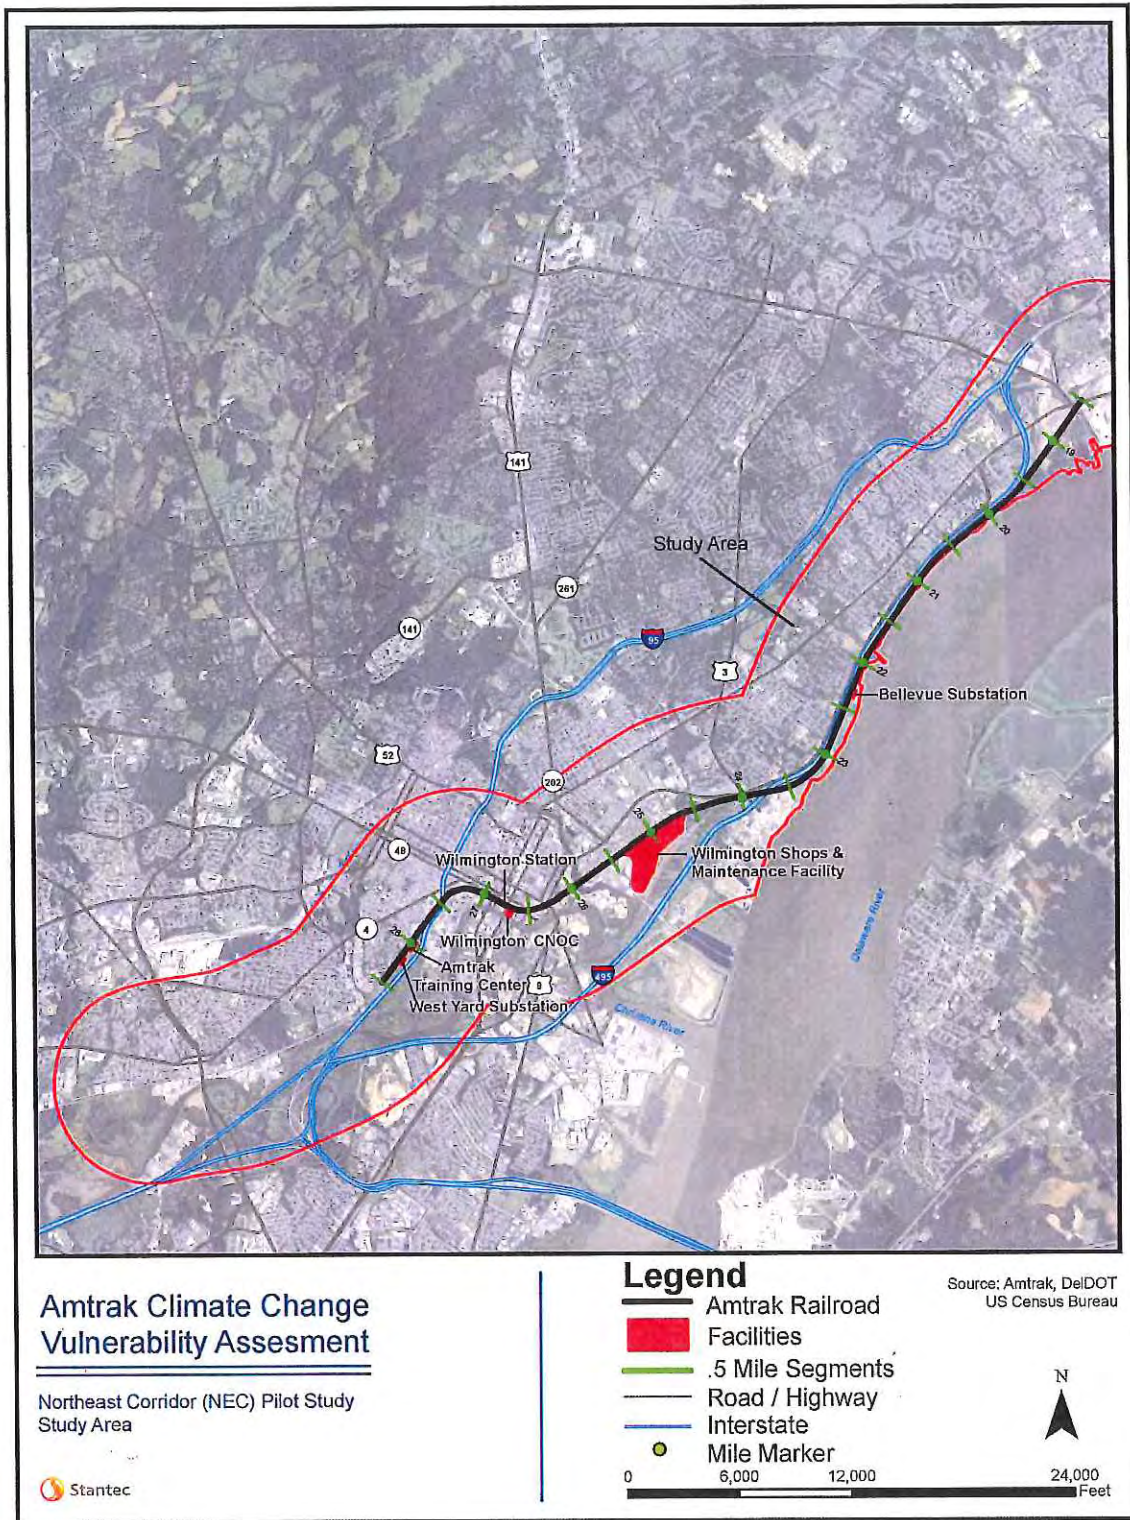 141
261
141
95
Study Area
3
52
202
48
4
9
495
19
20
21
22
23
24
25
26
27
28
Bellevue Substation
Wilmington Shops &
Maintenance Facility
Wilmington Station
Wilmington CNOC
Amtrak
Training Center
West Yard Substation
Delaware River
Christina River
Amtrak Climate Change
Vulnerability Assesment
Northeast Corridor (NEC) Pilot Study
Study Area
Stantec
Legend
Amtrak Railroad
Facilities
.5 Mile Segments
Road / Highway
Interstate
Mile Marker
Source: Amtrak, DelDOT
US Census Bureau
N
0 6,000 12,000 24,000
Feet